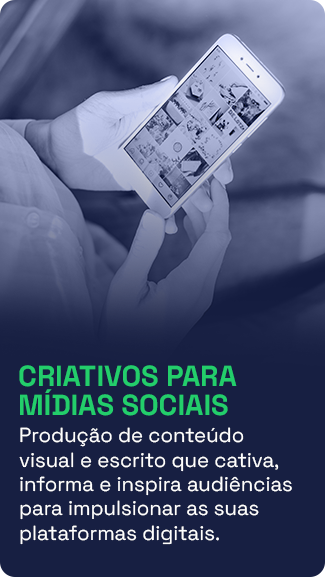 CRIATIVOS PARA
MÍDIAS SOCIAIS
Produção de conteúdo
visual e escrito que cativa,
informa e inspira audiências
para impulsionar as suas
plataformas digitais.